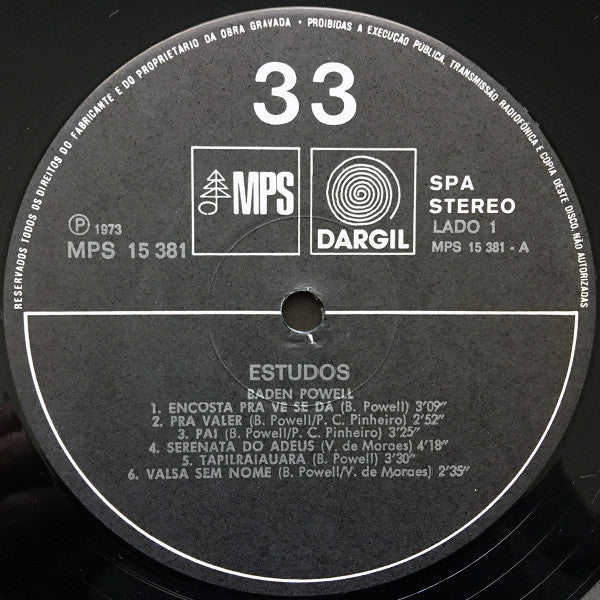 RESERVADOS TODOS OS DIREITOS DO FABRICANTE E DO PROPRIETARIO DA OBRA GRAVADA • PROIBIDAS A EXECUÇÃO PÚBLICA, TRANSMISSÃO RADIOFÓNICA E COPIA DESTE DISCO, NÃO AUTORIZADAS
33
MPS
DARGIL
SPA
STEREO
LADO 1
MPS 15 381 - A
Ⓟ 1973
MPS 15 381
ESTUDOS
BADEN POWELL
1. ENCOSTA PRA VE SE DÁ (B. Powell) 3'09"
2. PRA VALER (B. Powell/P. C. Pinheiro) 2'52"
3. PAI (B. Powell/P. C. Pinheiro) 3'25"
4. SERENATA DO ADEUS (V. de Moraes) 4'18"
5. TAPILRAIAUARA (B. Powell) 3'30"
6. VALSA SEM NOME (B. Powell/V. de Moraes) 2'35"